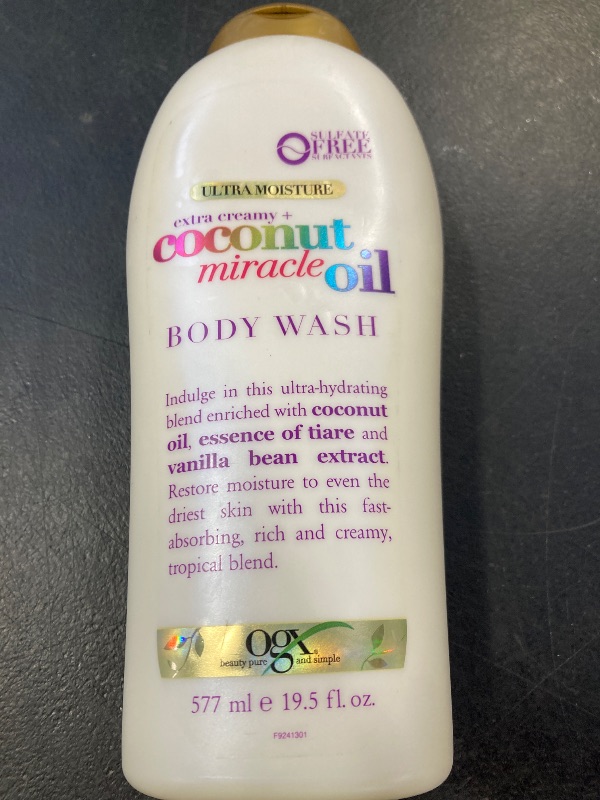 SULFATE
FREE
SURFACTANTS
ULTRA MOISTURE
extra creamy +
coconut
miracle oil
BODY WASH
Indulge in this ultra-hydrating
blend enriched with coconut
oil, essence of tiare and
vanilla bean extract.
Restore moisture to even the
driest skin with this fast-
absorbing, rich and creamy,
tropical blend.
ogx®
beauty pure and simple
577 ml ℮ 19.5 fl. oz.
F9241301